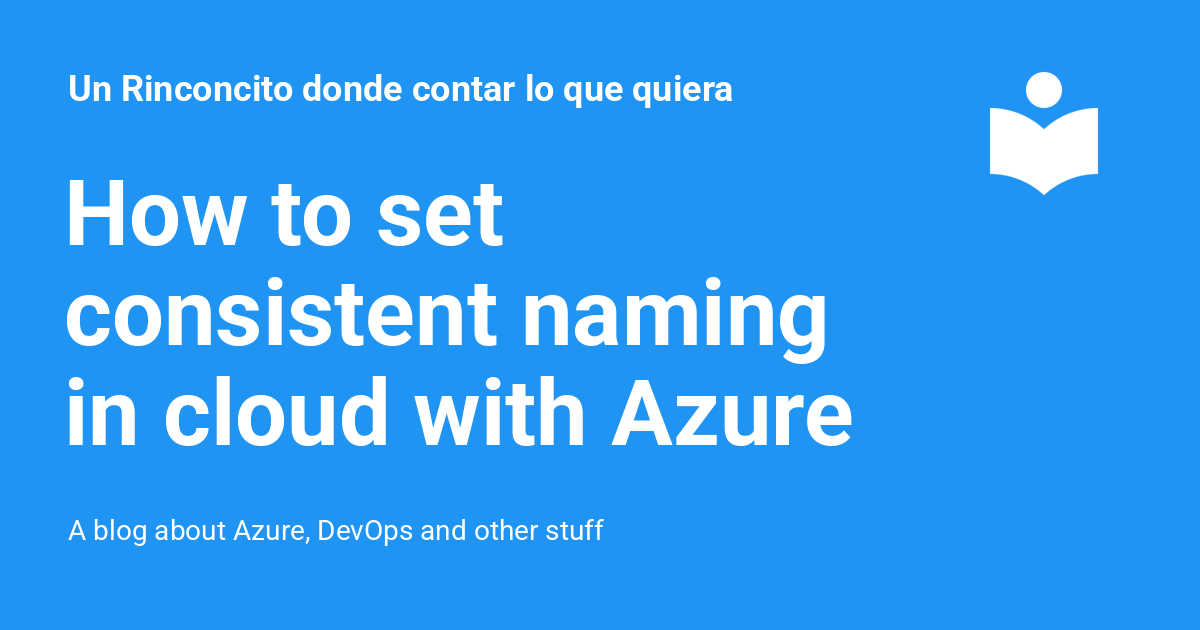 Un Rinconcito donde contar lo que quiera
How to set
consistent naming
in cloud with Azure
A blog about Azure, DevOps and other stuff